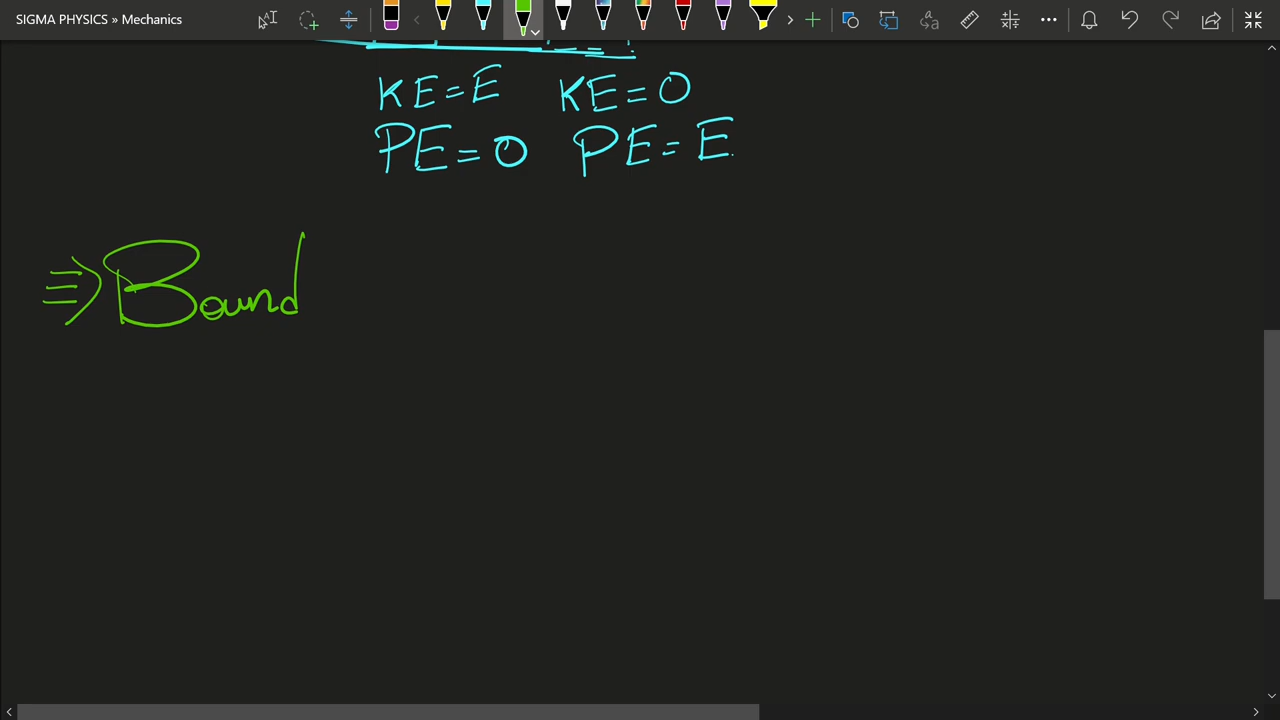 SIGMA PHYSICS » Mechanics
KE = E KE = 0
PE = 0 PE = E
⇒ Bound